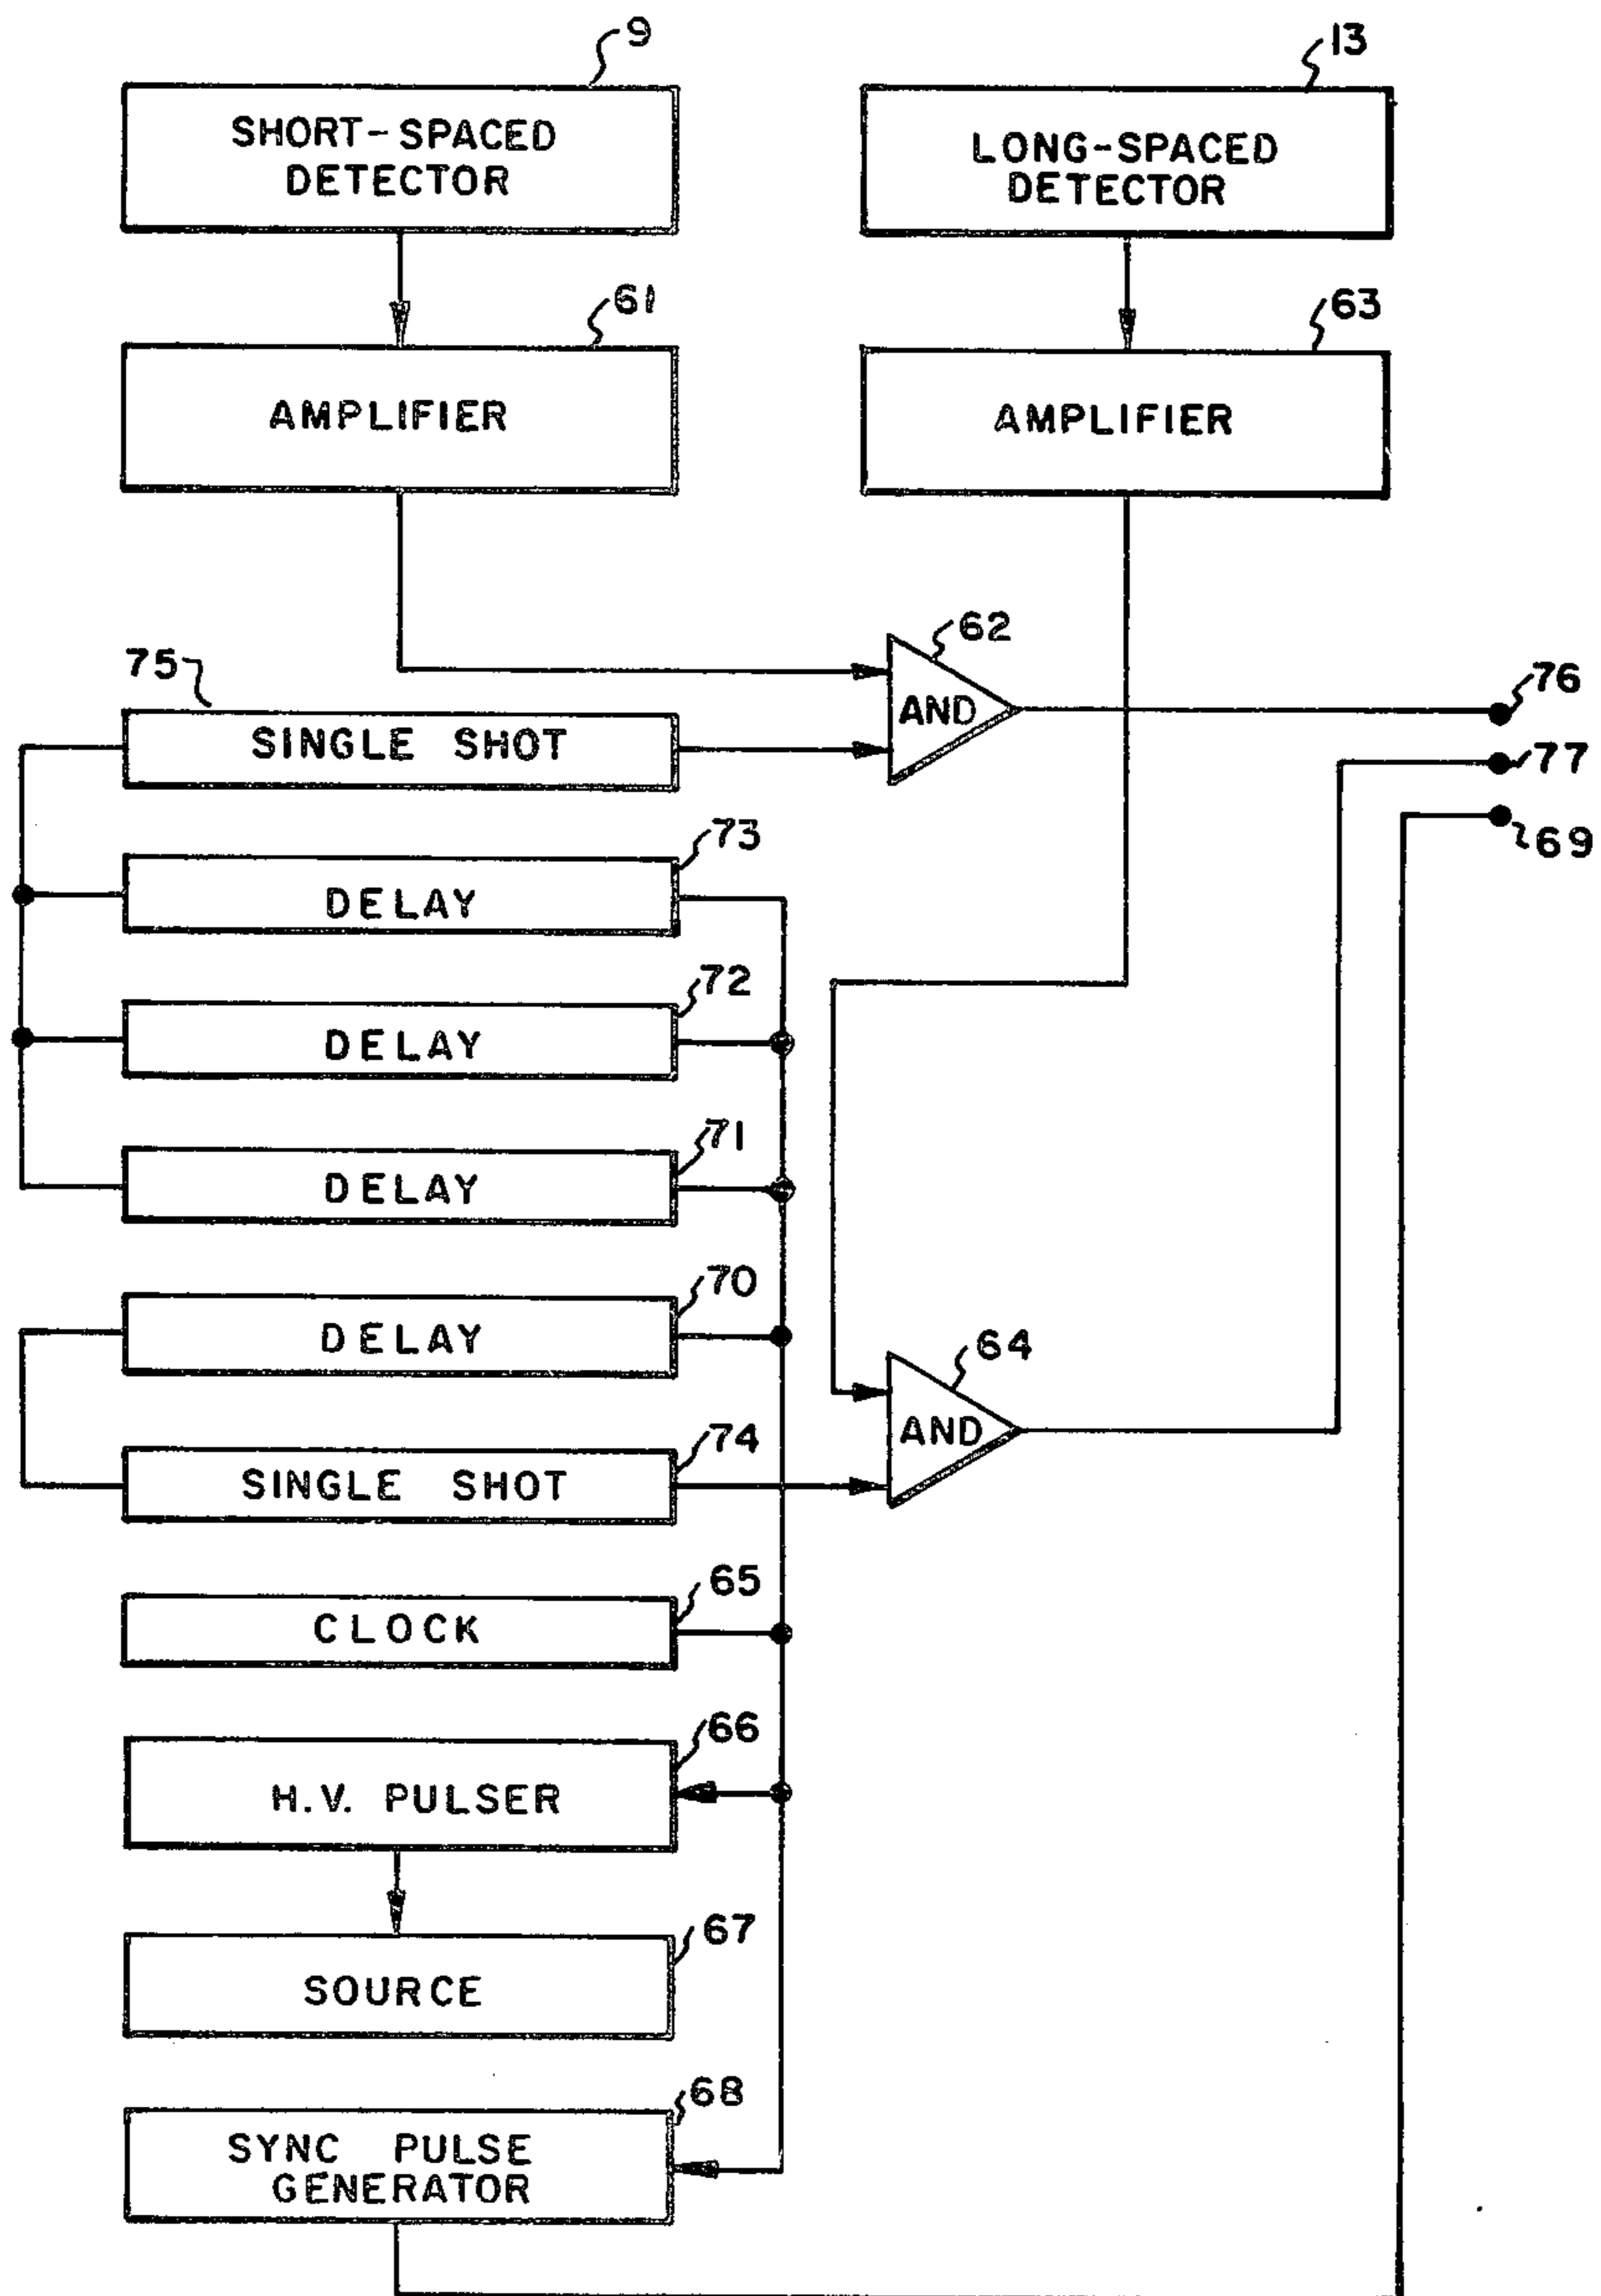 9
13
SHORT-SPACED
DETECTOR
LONG-SPACED
DETECTOR
61
63
AMPLIFIER
AMPLIFIER
62
75
AND
76
SINGLE SHOT
77
73
69
DELAY
72
DELAY
71
DELAY
70
DELAY
64
AND
74
SINGLE SHOT
65
CLOCK
66
H.V. PULSER
67
SOURCE
68
SYNC PULSE
GENERATOR